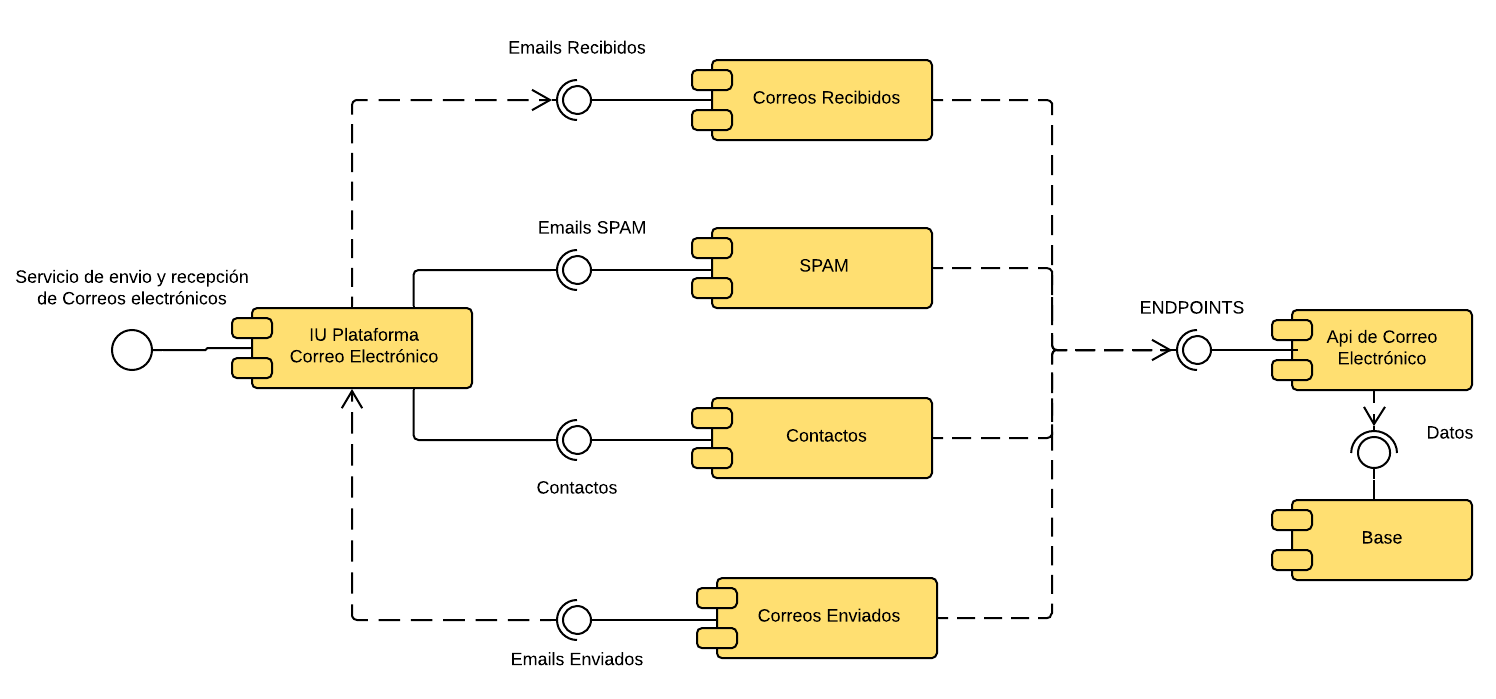 Emails Recibidos
Correos Recibidos
Emails SPAM
SPAM
Servicio de envio y recepción
de Correos electrónicos
IU Plataforma
Correo Electrónico
ENDPOINTS
Api de Correo
Electrónico
Contactos
Datos
Contactos
Base
Correos Enviados
Emails Enviados